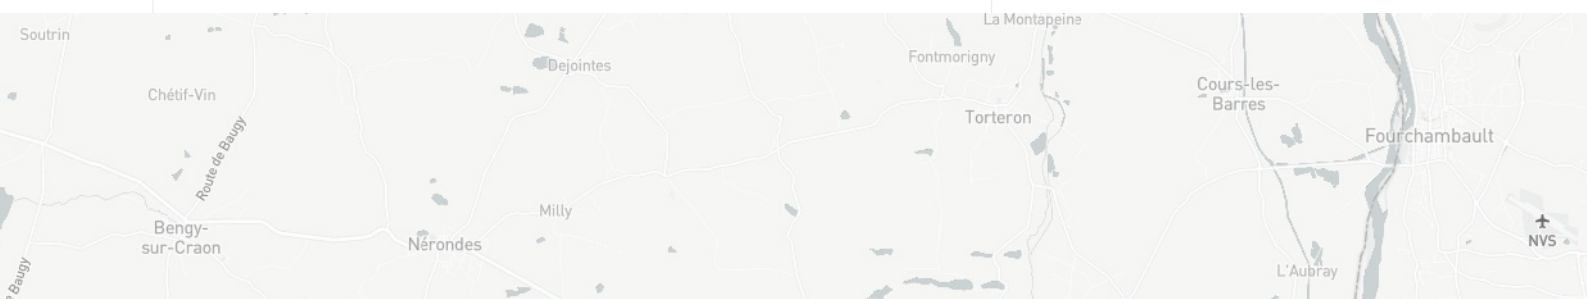 La Montapeine
Soutrin
Fontmorigny
Dejointes
Cours-les-
Barres
Chétif-Vin
Torteron
Fourchambault
Route de Baugy
Milly
Bengy-
sur-Craon
Nérondes
NVS
L'Aubray
Baugy